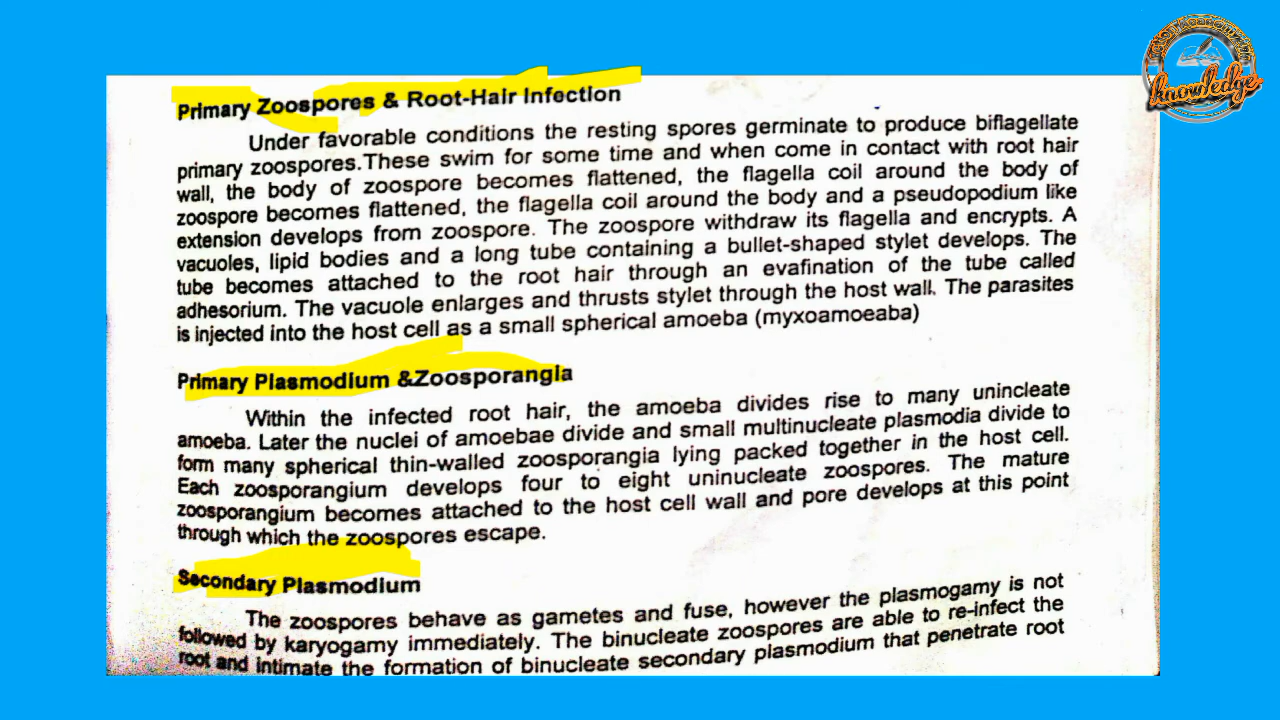 knowledge
Primary Zoospores & Root-Hair Infection
Under favorable conditions the resting spores germinate to produce biflagellate
primary zoospores.These swim for some time and when come in contact with root hair
wall, the body of zoospore becomes flattened, the flagella coil around the body of
zoospore becomes flattened, the flagella coil around the body and a pseudopodium like
extension develops from zoospore. The zoospore withdraw its flagella and encrypts. A
vacuoles, lipid bodies and a long tube containing a bullet-shaped stylet develops. The
tube becomes attached to the root hair through an evafination of the tube called
adhesorium. The vacuole enlarges and thrusts stylet through the host wall. The parasites
is injected into the host cell as a small spherical amoeba (myxoamoeaba)
Primary Plasmodium &Zoosporangia
Within the infected root hair, the amoeba divides rise to many unincleate
amoeba. Later the nuclei of amoebae divide and small multinucleate plasmodia divide to
form many spherical thin-walled zoosporangia lying packed together in the host cell.
Each zoosporangium develops four to eight uninucleate zoospores. The mature
zoosporangium becomes attached to the host cell wall and pore develops at this point
through which the zoospores escape.
Secondary Plasmodium
The zoospores behave as gametes and fuse, however the plasmogamy is not
followed by karyogamy immediately. The binucleate zoospores are able to re-infect the
root and intimate the formation of binucleate secondary plasmodium that penetrate root